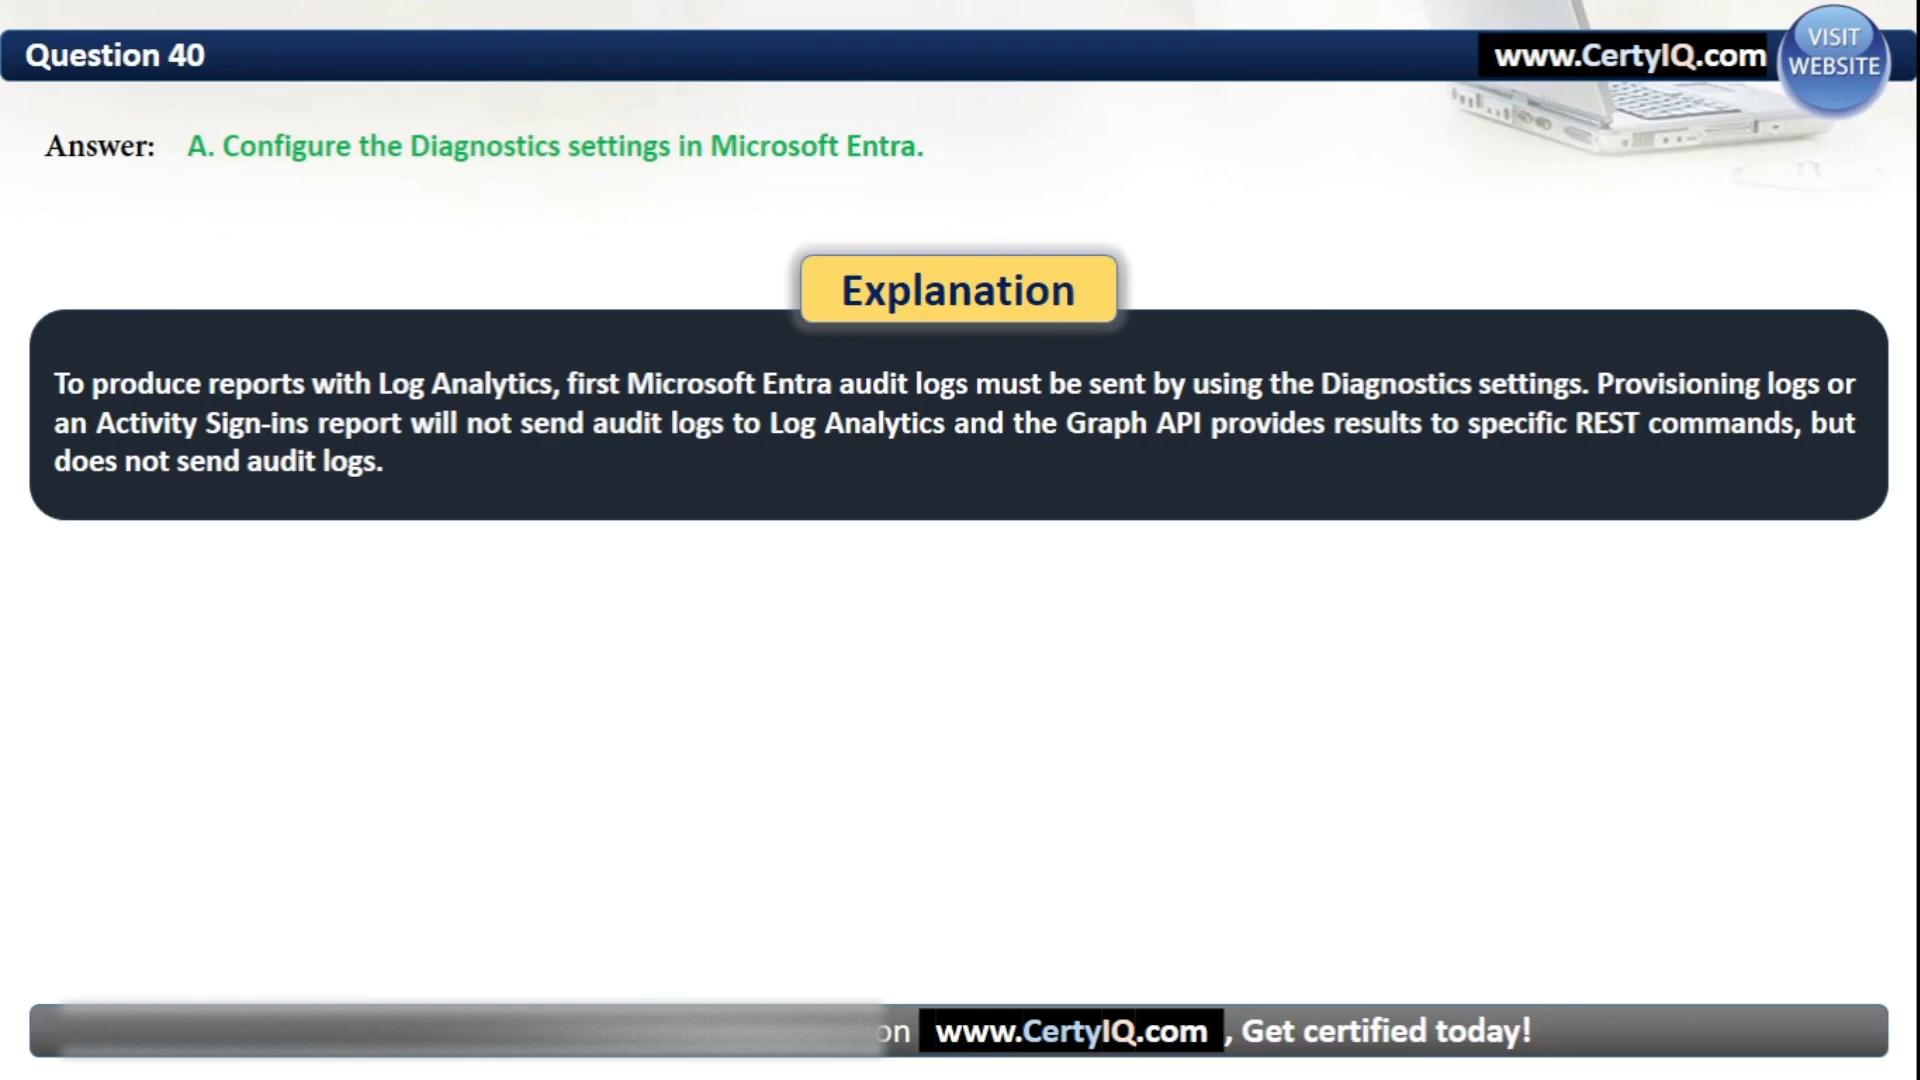 Question 40
www.CertyIQ.com
VISIT
WEBSITE
Answer: A. Configure the Diagnostics settings in Microsoft Entra.
Explanation
To produce reports with Log Analytics, first Microsoft Entra audit logs must be sent by using the Diagnostics settings. Provisioning logs or
an Activity Sign-ins report will not send audit logs to Log Analytics and the Graph API provides results to specific REST commands, but
does not send audit logs.
on www.CertyIQ.com , Get certified today!